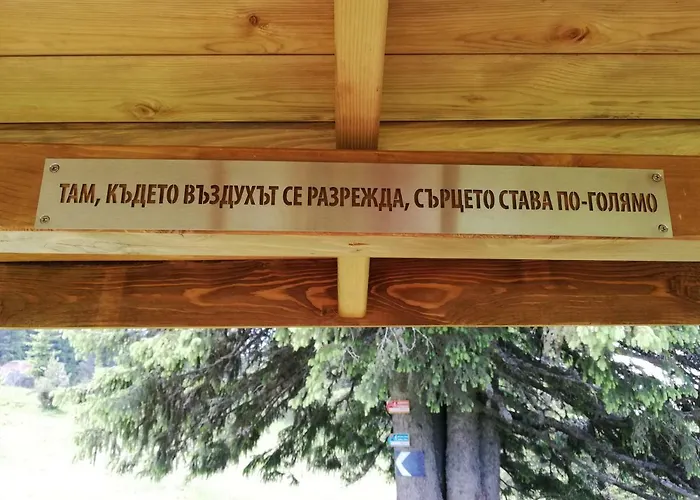 ТАМ, КЪДЕТО ВЪЗДУХЪТ СЕ РАЗРЕЖДА, СЪРЦЕТО СТАВА ПО-ГОЛЯМО